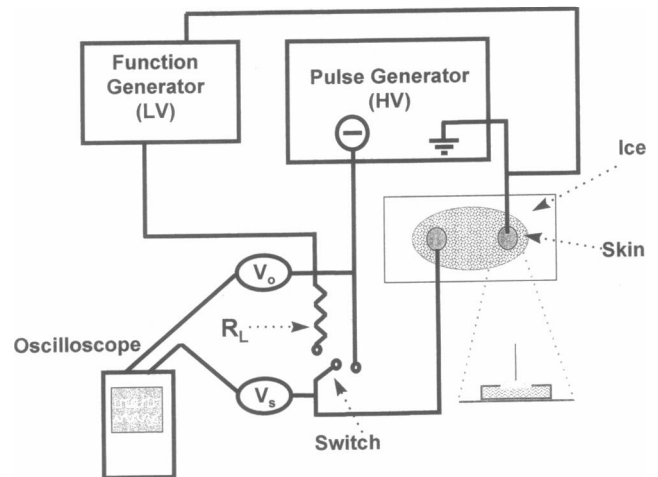 Function
Generator
(LV)
Pulse Generator
(HV)
Ice
Skin
Vo
RL
Oscilloscope
Vs
Switch